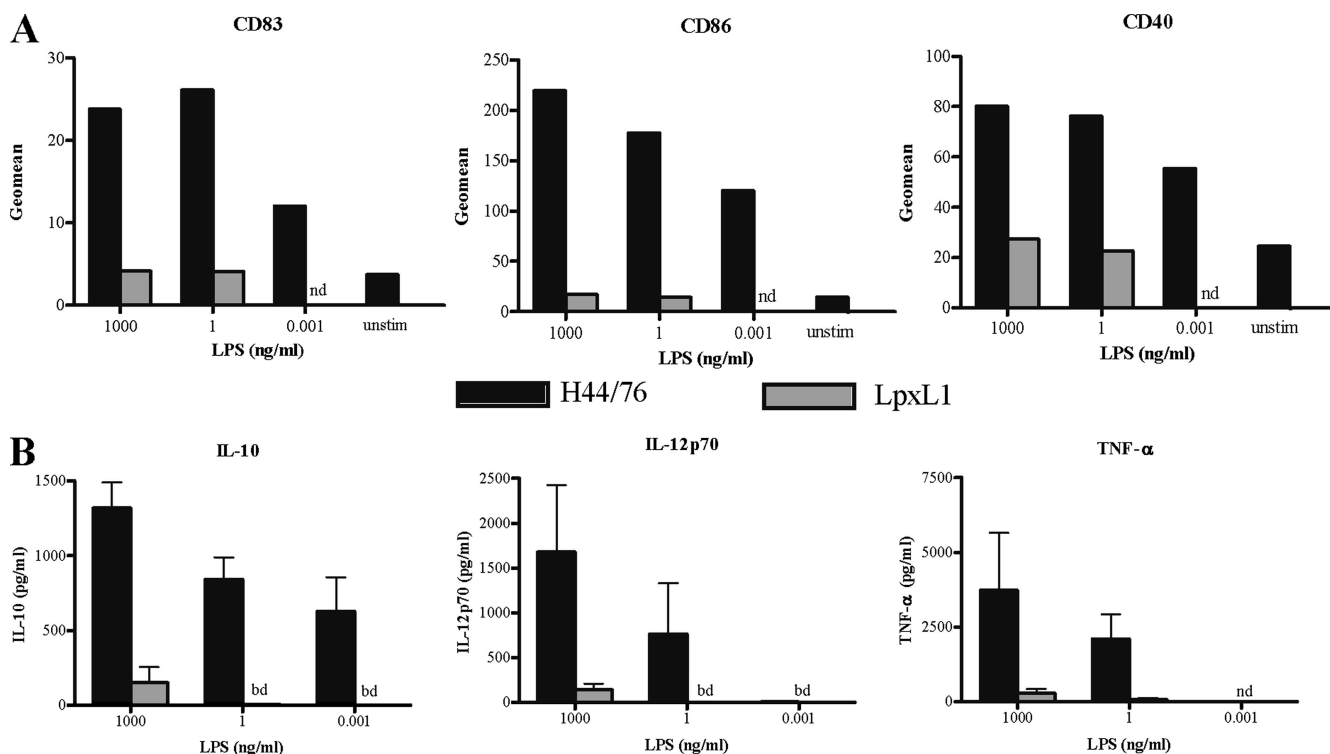 A
CD83
30
20
10
0
Geomean
nd
1000 1 0.001 unstim
LPS (ng/ml)
CD86
250
200
150
100
50
0
Geomean
nd
1000 1 0.001 unstim
LPS (ng/ml)
CD40
100
80
60
40
20
0
Geomean
nd
1000 1 0.001 unstim
LPS (ng/ml)
H44/76 LpxL1
B
IL-10
1500
1000
500
0
IL-10 (pg/ml)
bd bd
1000 1 0.001
LPS (ng/ml)
IL-12p70
2500
2000
1500
1000
500
0
IL-12p70 (pg/ml)
bd bd
1000 1 0.001
LPS (ng/ml)
TNF-α
7500
5000
2500
0
TNF-α (pg/ml)
nd
1000 1 0.001
LPS (ng/ml)